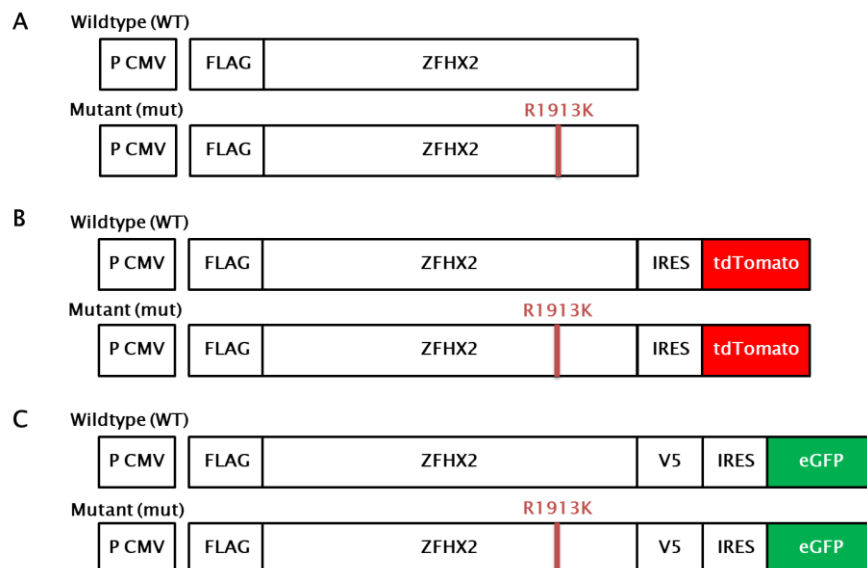 A
Wildtype (WT)
P CMV FLAG ZFHX2
Mutant (mut)
R1913K
P CMV FLAG ZFHX2
B
Wildtype (WT)
P CMV FLAG ZFHX2 IRES tdTomato
Mutant (mut)
R1913K
P CMV FLAG ZFHX2 IRES tdTomato
C
Wildtype (WT)
P CMV FLAG ZFHX2 V5 IRES eGFP
Mutant (mut)
R1913K
P CMV FLAG ZFHX2 V5 IRES eGFP